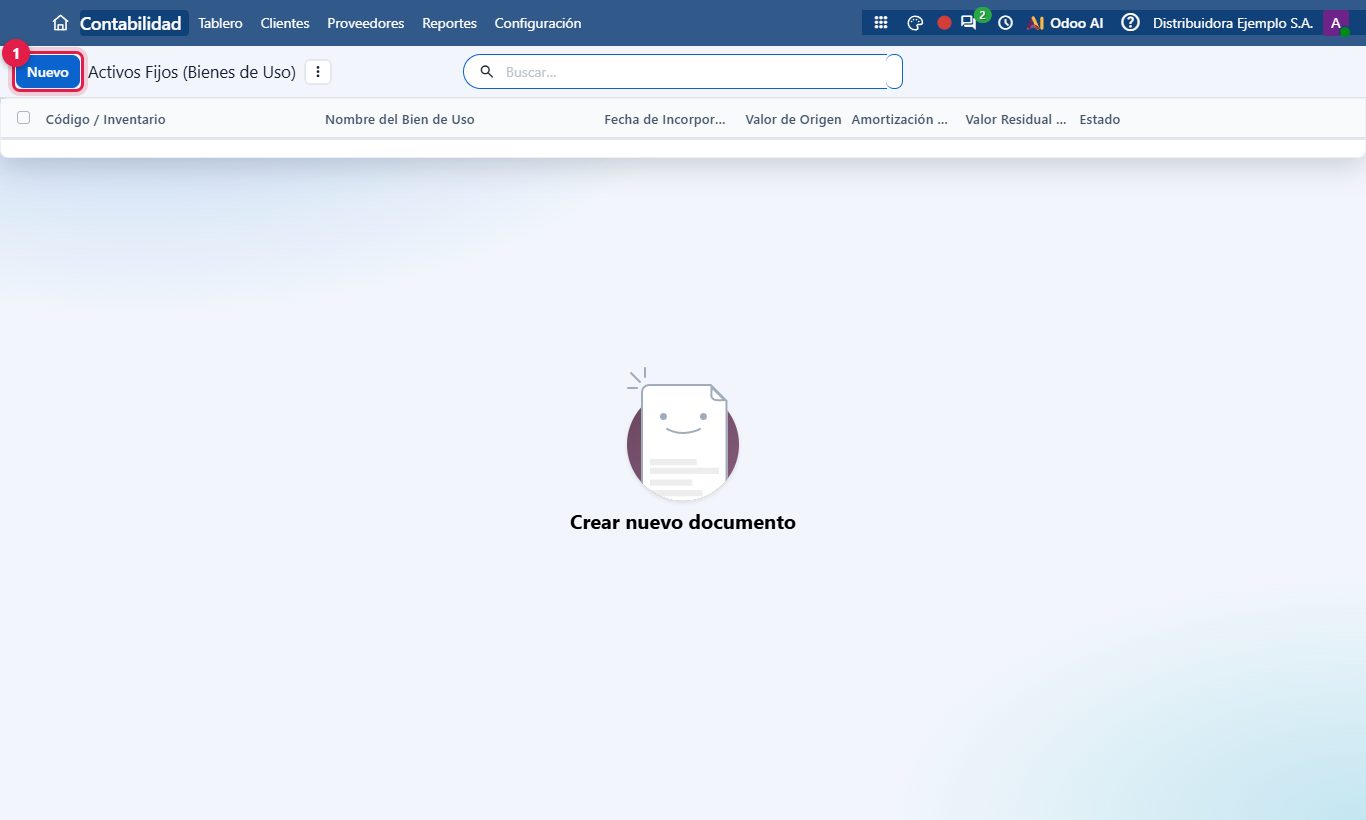 Contabilidad Tablero Clientes Proveedores Reportes Configuración 2 Odoo AI Distribuidora Ejemplo S.A. A
1
Nuevo Activos Fijos (Bienes de Uso) Buscar...
Código / Inventario Nombre del Bien de Uso Fecha de Incorpor... Valor de Origen Amortización ... Valor Residual ... Estado
Crear nuevo documento